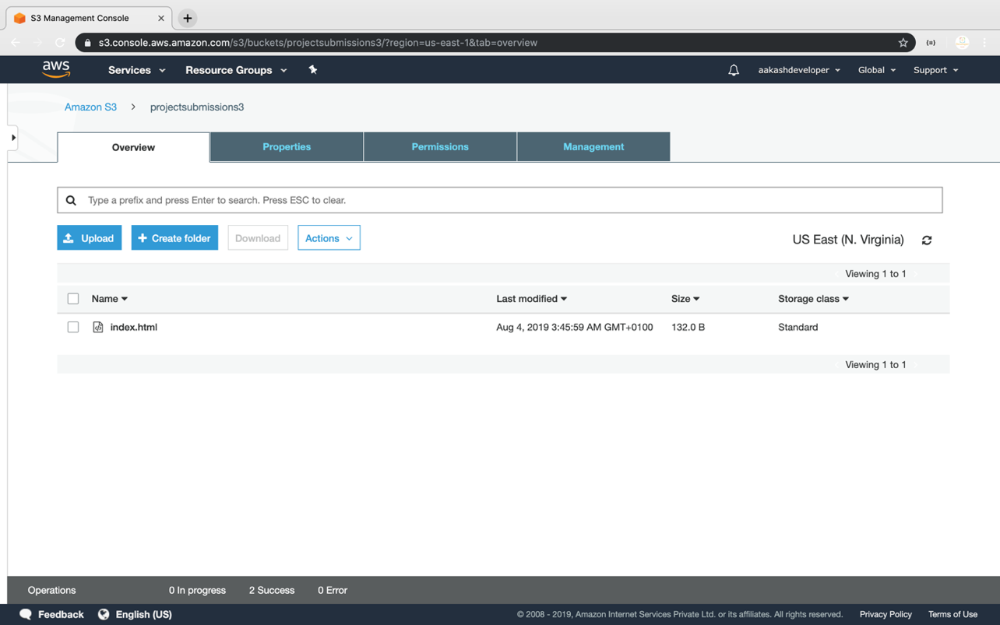 S3 Management Console
s3.console.aws.amazon.com/s3/buckets/projectsubmissions3/?region=us-east-1&tab=overview
aws Services Resource Groups aakashdeveloper Global Support
Amazon S3 > projectsubmissions3
Overview Properties Permissions Management
Type a prefix and press Enter to search. Press ESC to clear.
Upload + Create folder Download Actions US East (N. Virginia)
Viewing 1 to 1
Name Last modified Size Storage class
index.html Aug 4, 2019 3:45:59 AM GMT+0100 132.0 B Standard
Viewing 1 to 1
Operations 0 In progress 2 Success 0 Error
Feedback English (US) © 2008 - 2019, Amazon Internet Services Private Ltd. or its affiliates. All rights reserved. Privacy Policy Terms of Use